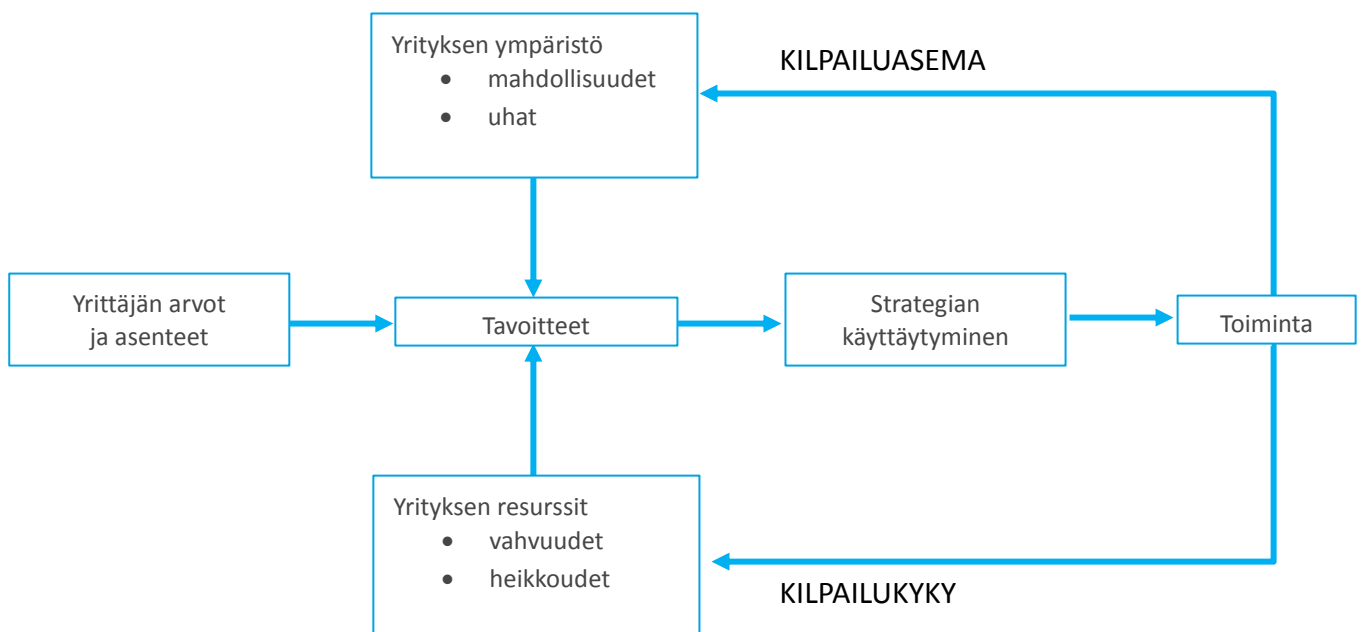 Yrityksen ympäristö
• mahdollisuudet
• uhat
KILPAILUASEMA
Yrittäjän arvot
ja asenteet
Tavoitteet
Strategian
käyttäytyminen
Toiminta
Yrityksen resurssit
• vahvuudet
• heikkoudet
KILPAILUKYKY